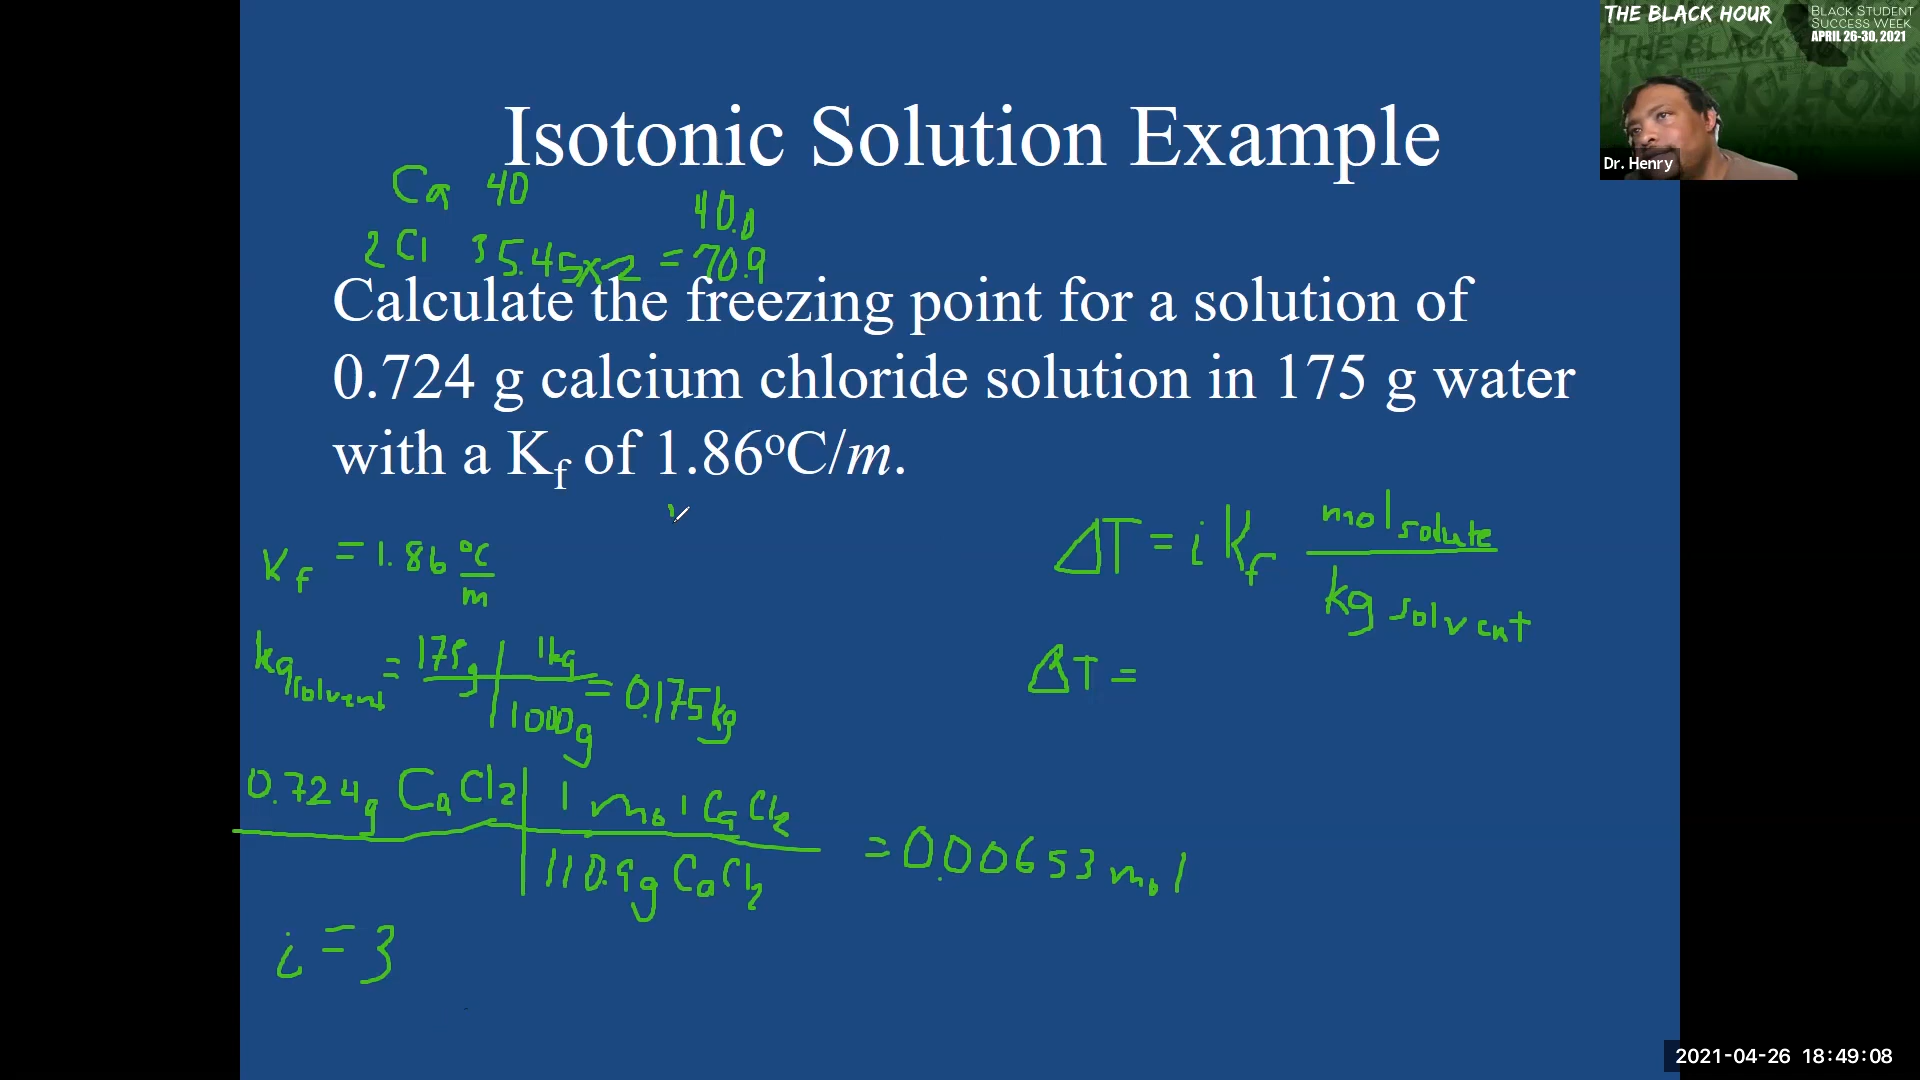 THE BLACK HOUR
BLACK STUDENT
SUCCESS WEEK
APRIL 26-30, 2021
Dr. Henry
Isotonic Solution Example
Ca 40
40.0
2 Cl 35.45x2 = 70.9
Calculate the freezing point for a solution of
0.724 g calcium chloride solution in 175 g water
with a Kf of 1.86°C/m.
Kf = 1.86 °C/m
ΔT = i Kf mol solute / kg solvent
kg solvent = 175g | 1kg / 1000g = 0.175kg
ΔT =
0.724g CaCl2 | 1 mol CaCl2 / 110.9g CaCl2 = 0.00653 mol
i = 3
2021-04-26 18:49:08